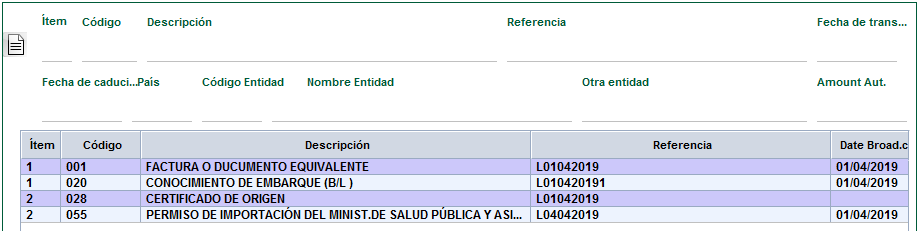 Ítem Código Descripción Referencia Fecha de trans...
Fecha de caduci... País Código Entidad Nombre Entidad Otra entidad Amount Aut.
Ítem Código Descripción Referencia Date Broad.c
1 001 FACTURA O DUCUMENTO EQUIVALENTE L01042019 01/04/2019
1 020 CONOCIMIENTO DE EMBARQUE (B/L ) L010420191 01/04/2019
2 028 CERTIFICADO DE ORIGEN L01042019
2 055 PERMISO DE IMPORTACIÓN DEL MINIST.DE SALUD PÚBLICA Y ASI... L04042019 01/04/2019